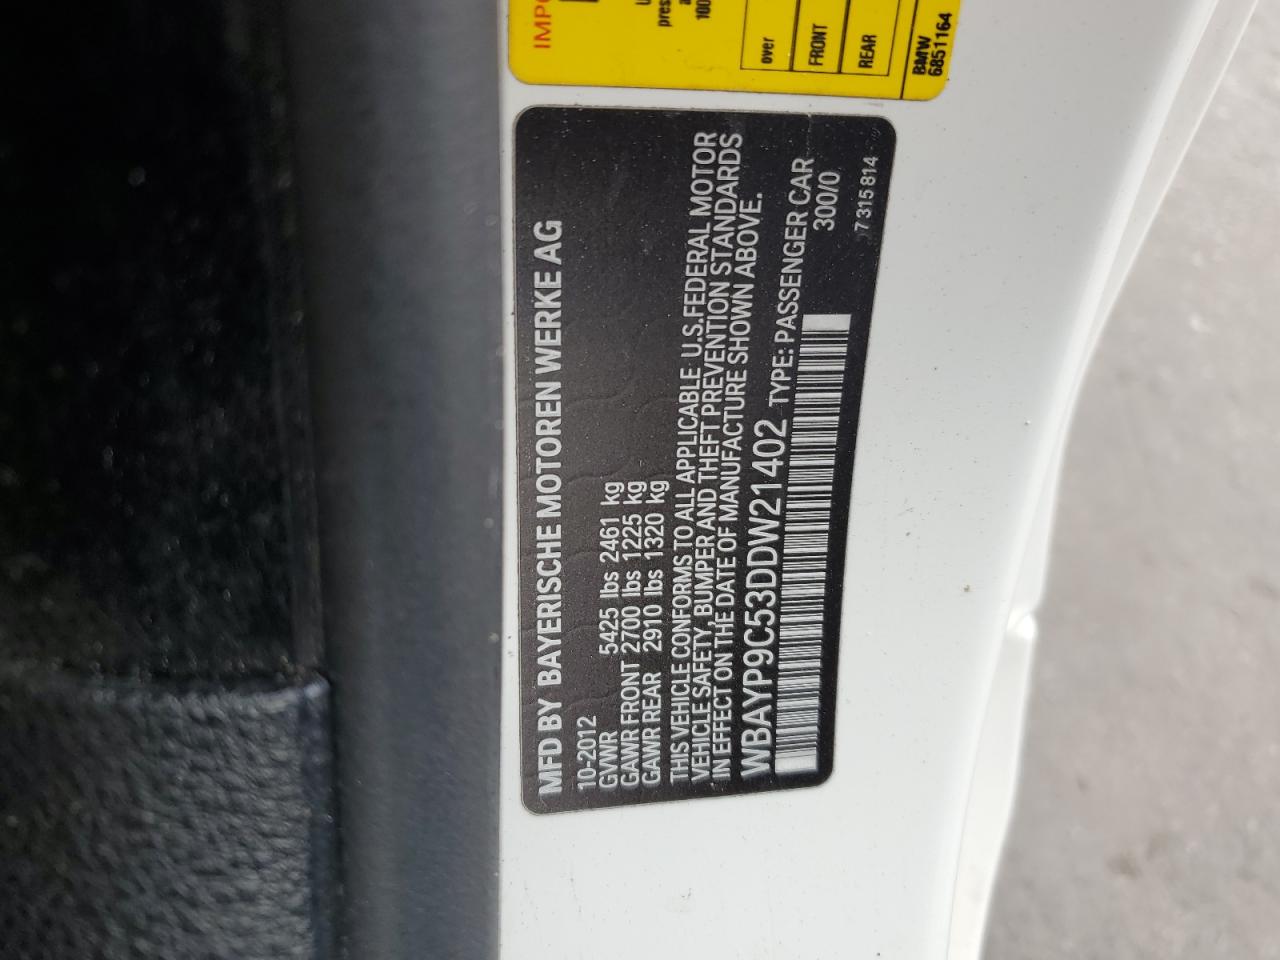 MFD BY BAYERISCHE MOTOREN WERKE AG
10-2012
GVWR 5425 lbs 2461 kg
GAWR FRONT 2700 lbs 1225 kg
GAWR REAR 2910 lbs 1320 kg
THIS VEHICLE CONFORMS TO ALL APPLICABLE U.S.FEDERAL MOTOR
VEHICLE SAFETY, BUMPER AND THEFT PREVENTION STANDARDS
IN EFFECT ON THE DATE OF MANUFACTURE SHOWN ABOVE.
WBAYP9C53DDW21402 TYPE: PASSENGER CAR
300/0
7 315 814
over
FRONT
REAR
BMW
6851164